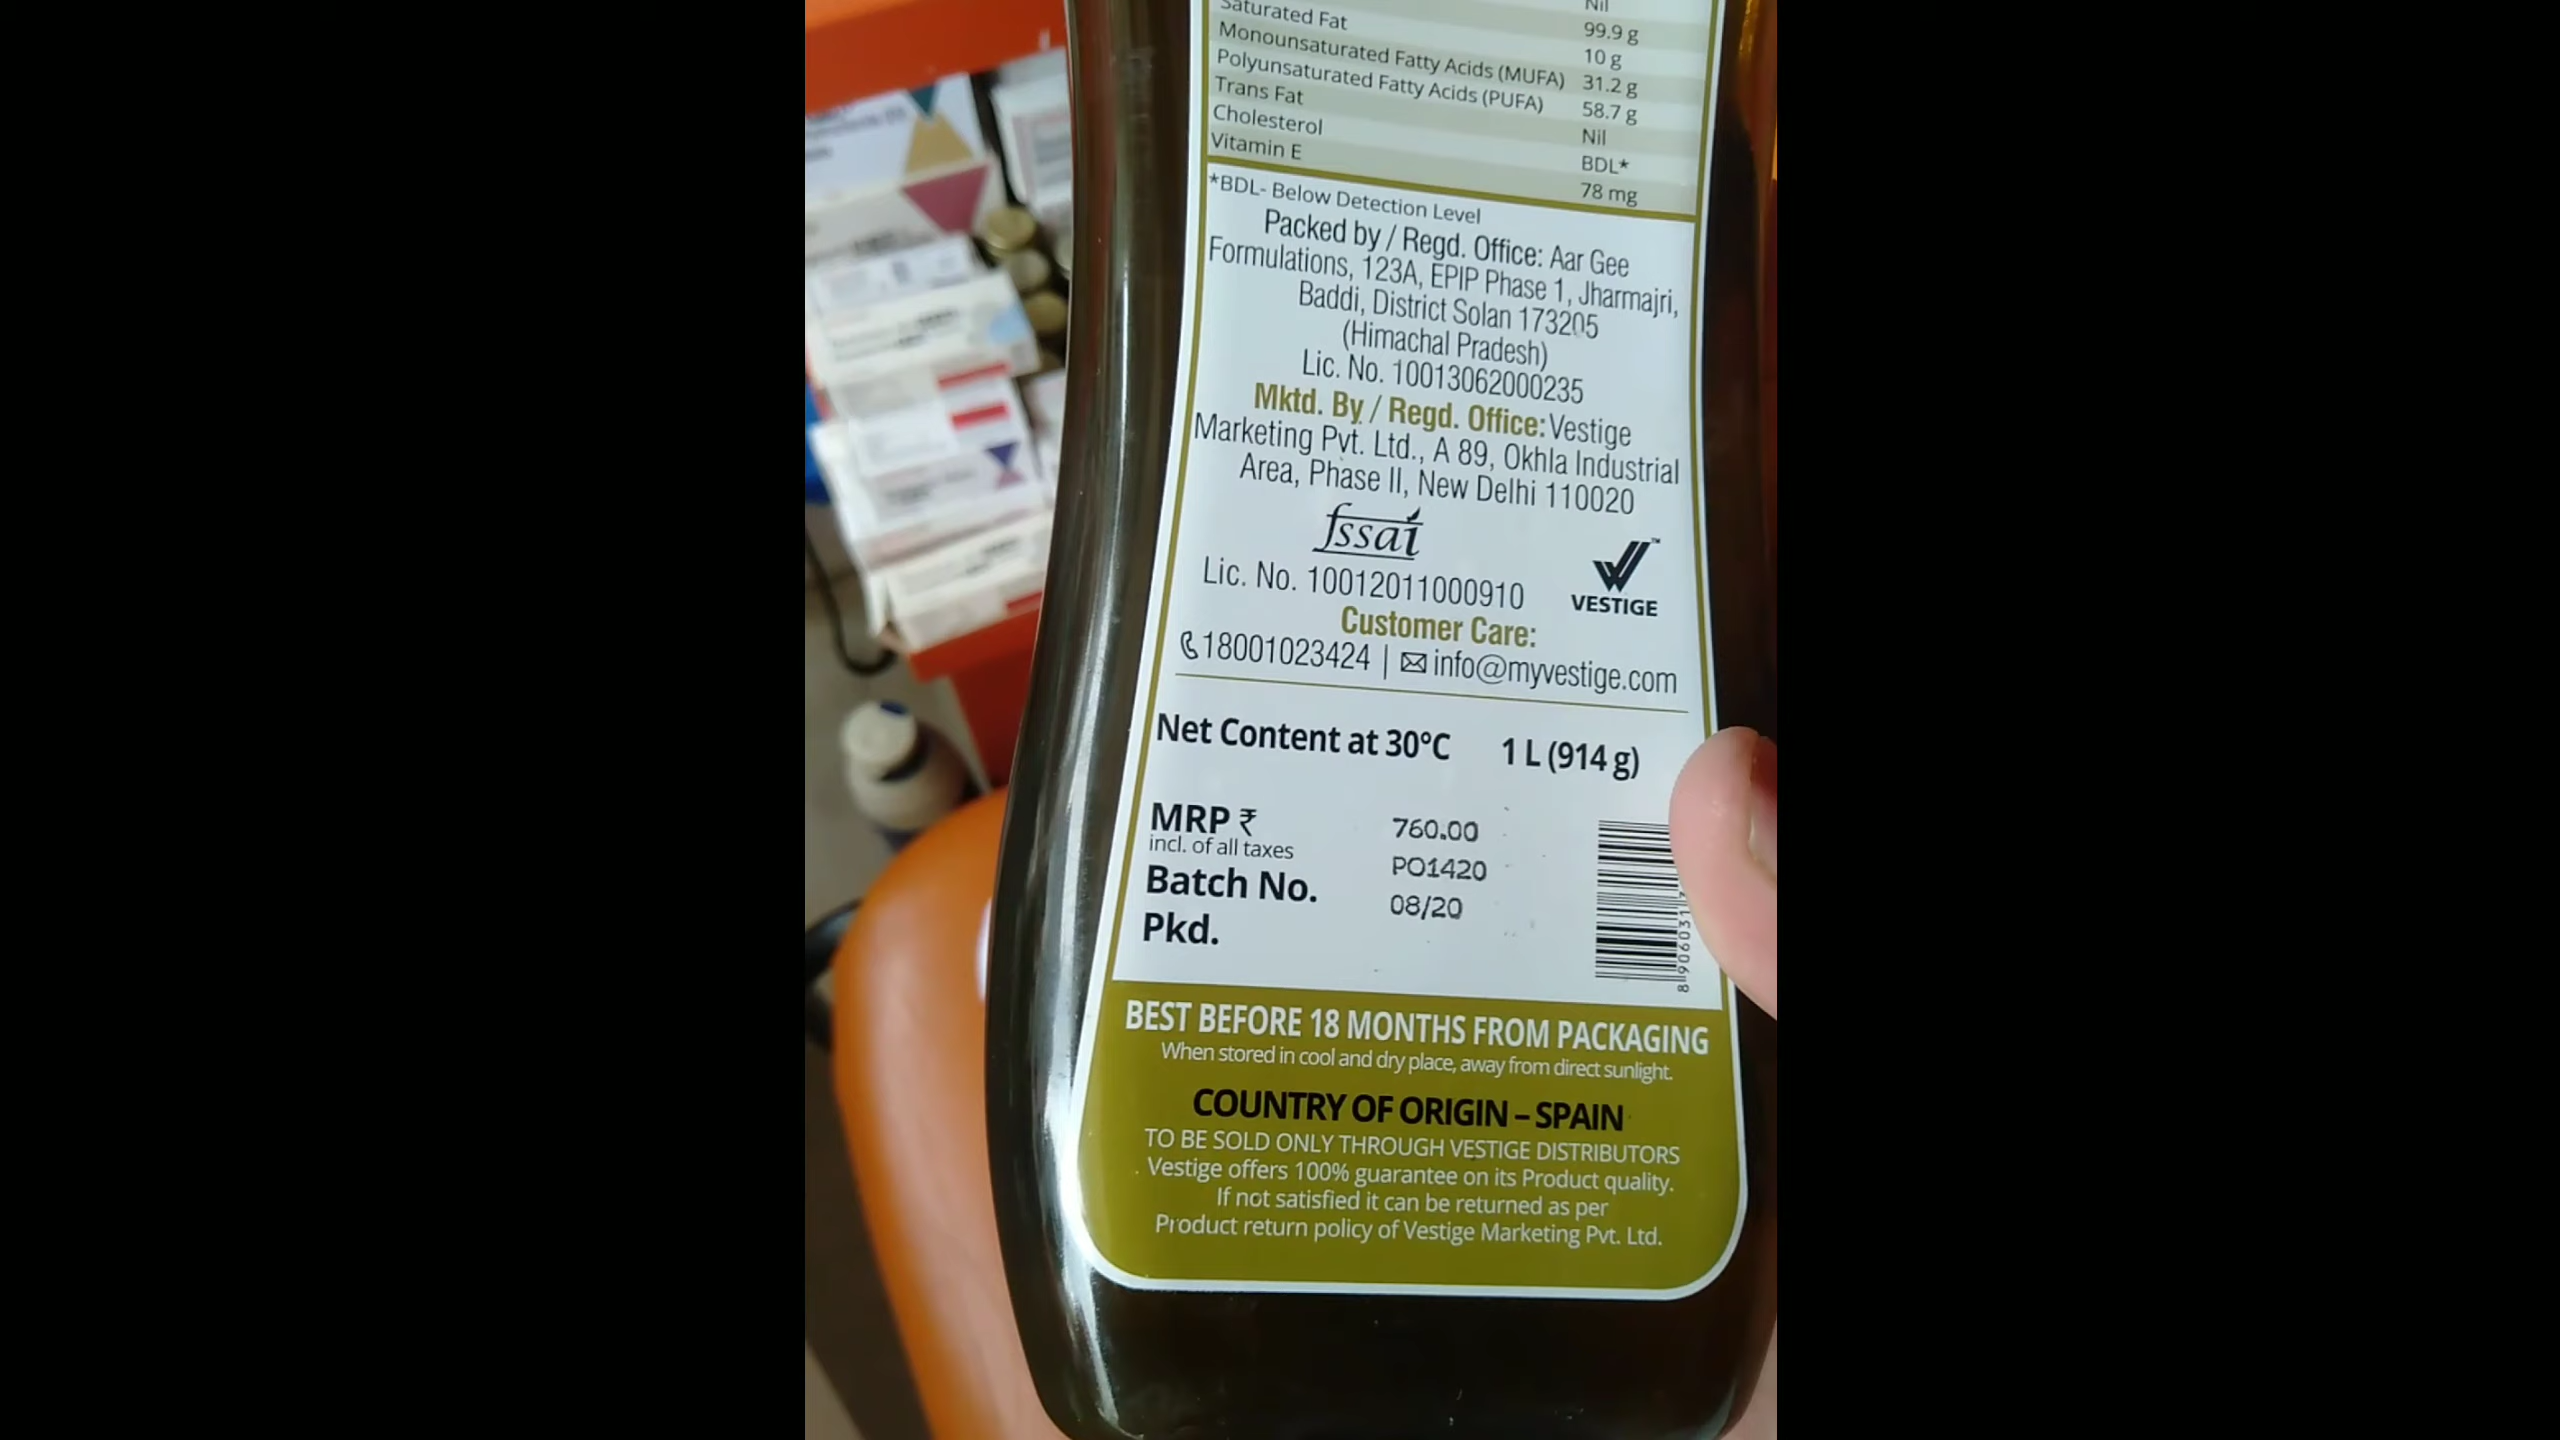 Nil
Saturated Fat 99.9 g
Monounsaturated Fatty Acids (MUFA) 10 g
Polyunsaturated Fatty Acids (PUFA) 31.2 g
Trans Fat 58.7 g
Cholesterol Nil
Vitamin E BDL*
78 mg
*BDL- Below Detection Level
Packed by / Regd. Office: Aar Gee
Formulations, 123A, EPIP Phase 1, Jharmajri,
Baddi, District Solan 173205
(Himachal Pradesh)
Lic. No. 10013062000235
Mktd. By / Regd. Office: Vestige
Marketing Pvt. Ltd., A 89, Okhla Industrial
Area, Phase II, New Delhi 110020
fssai
Lic. No. 10012011000910
VESTIGE™
Customer Care:
18001023424 | info@myvestige.com
Net Content at 30°C 1 L (914 g)
MRP ₹ 760.00
incl. of all taxes
Batch No. PO1420
Pkd. 08/20
8 906031
BEST BEFORE 18 MONTHS FROM PACKAGING
When stored in cool and dry place, away from direct sunlight.
COUNTRY OF ORIGIN – SPAIN
TO BE SOLD ONLY THROUGH VESTIGE DISTRIBUTORS
Vestige offers 100% guarantee on its Product quality.
If not satisfied it can be returned as per
Product return policy of Vestige Marketing Pvt. Ltd.